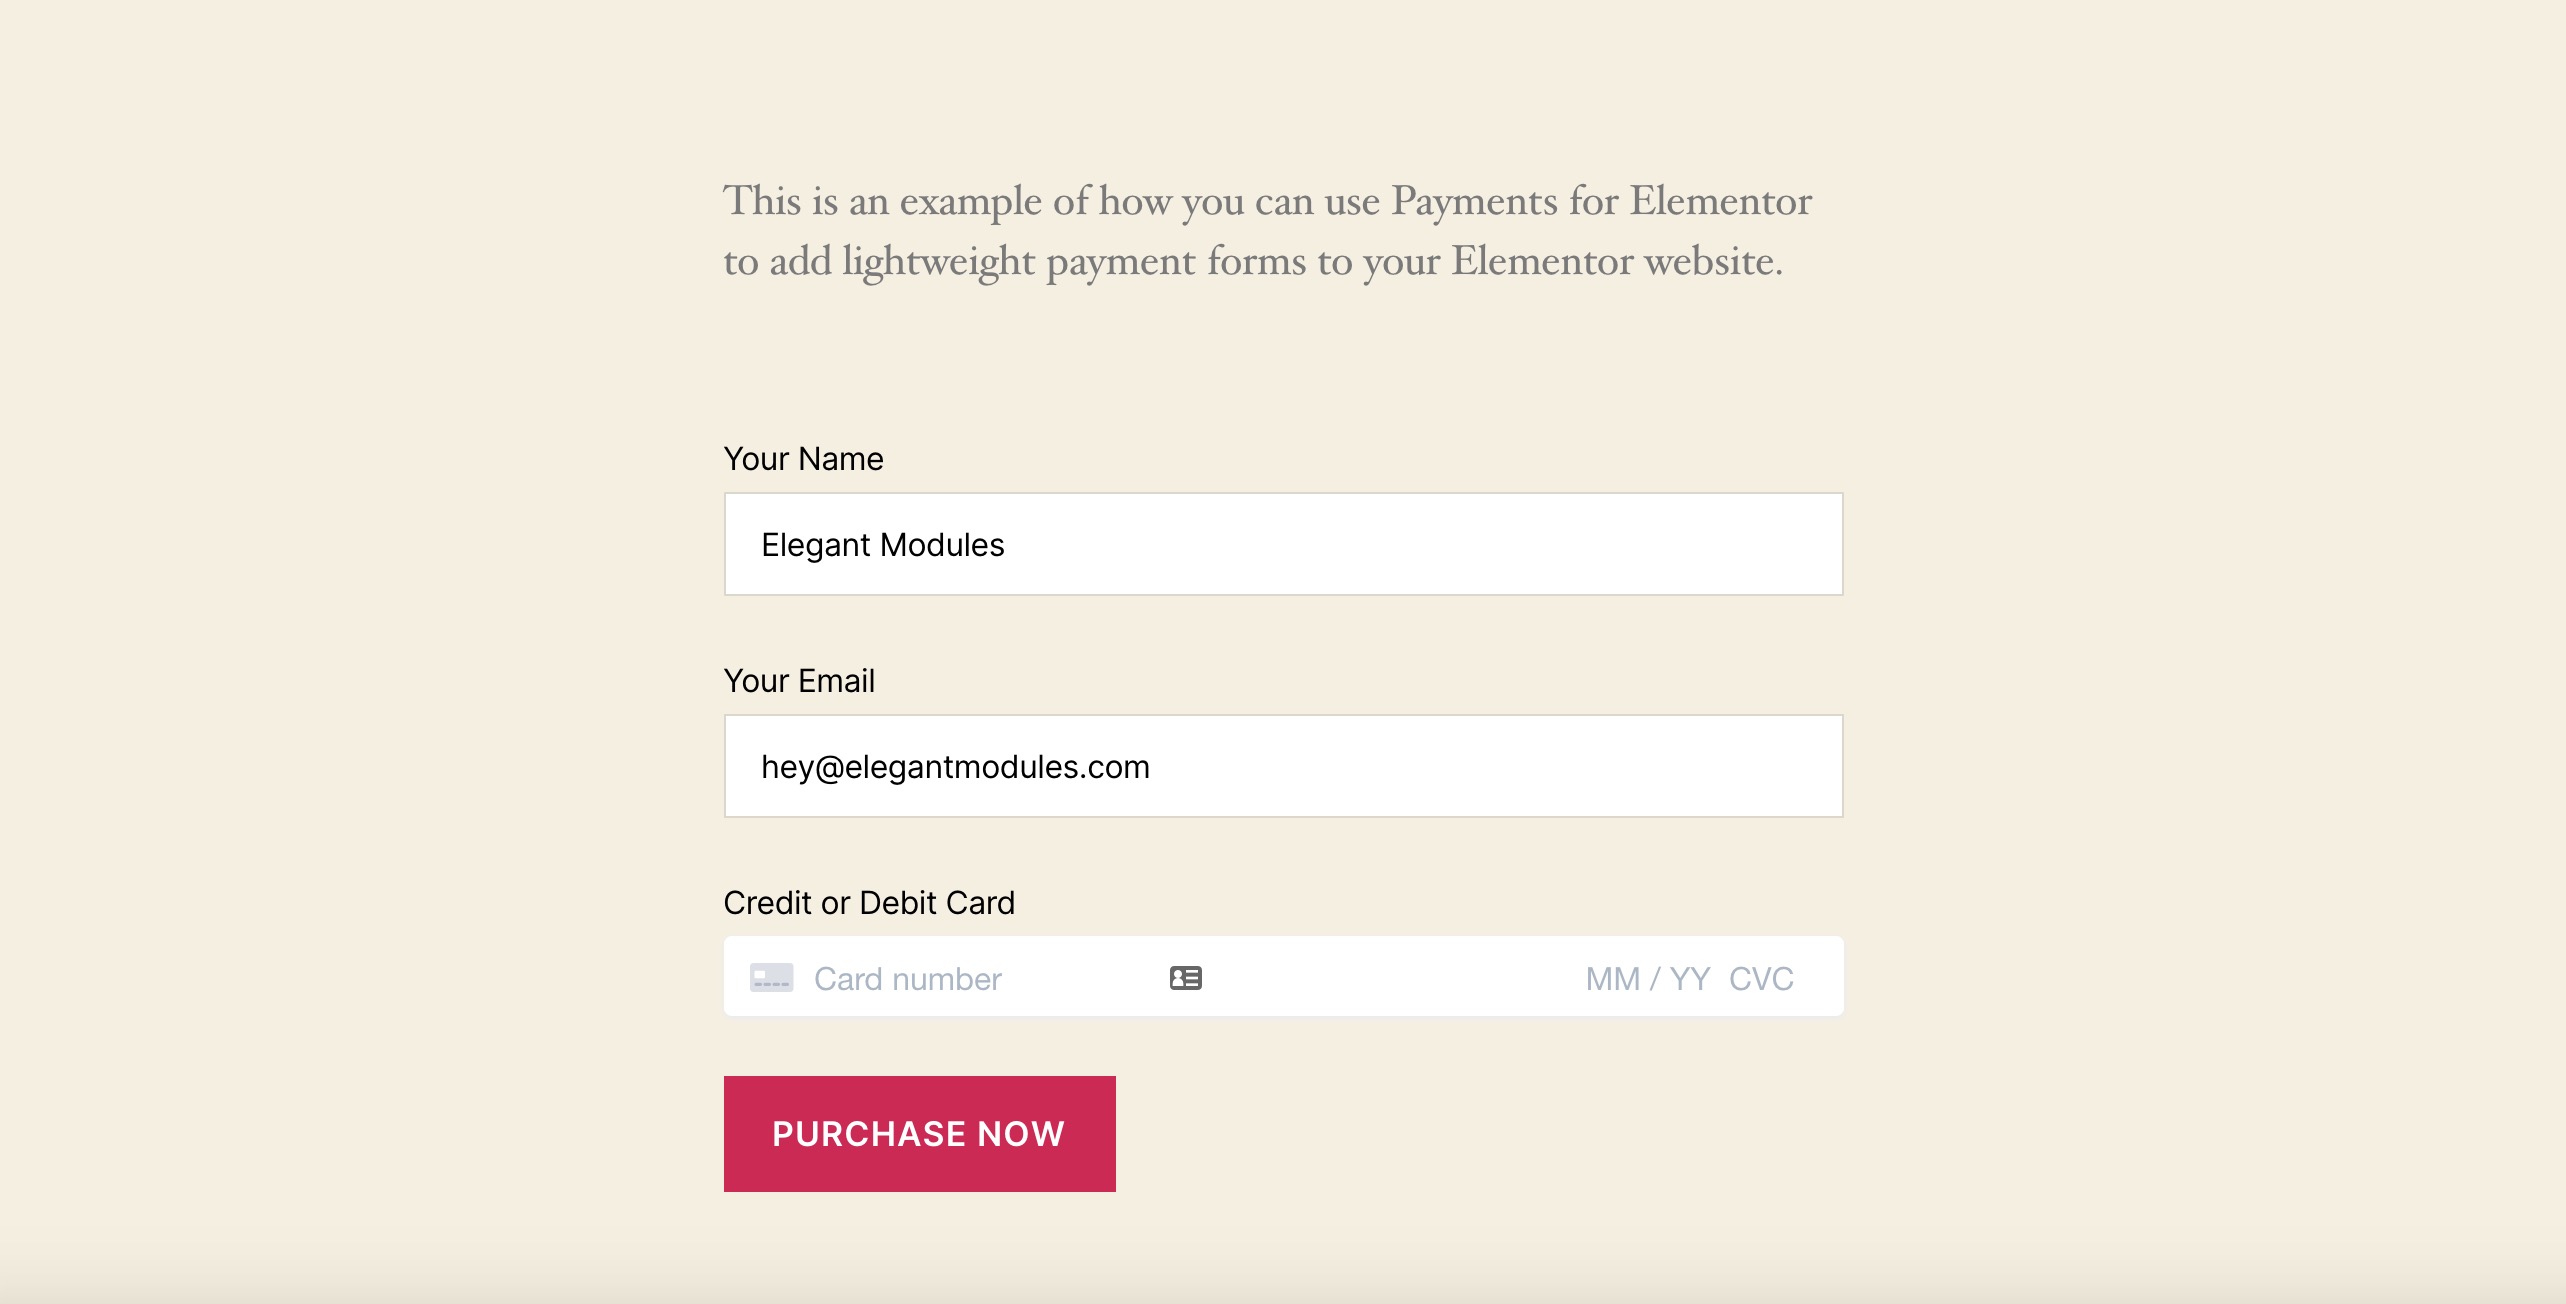 This is an example of how you can use Payments for Elementor
to add lightweight payment forms to your Elementor website.
Your Name
Elegant Modules
Your Email
hey@elegantmodules.com
Credit or Debit Card
Card number MM / YY CVC
PURCHASE NOW